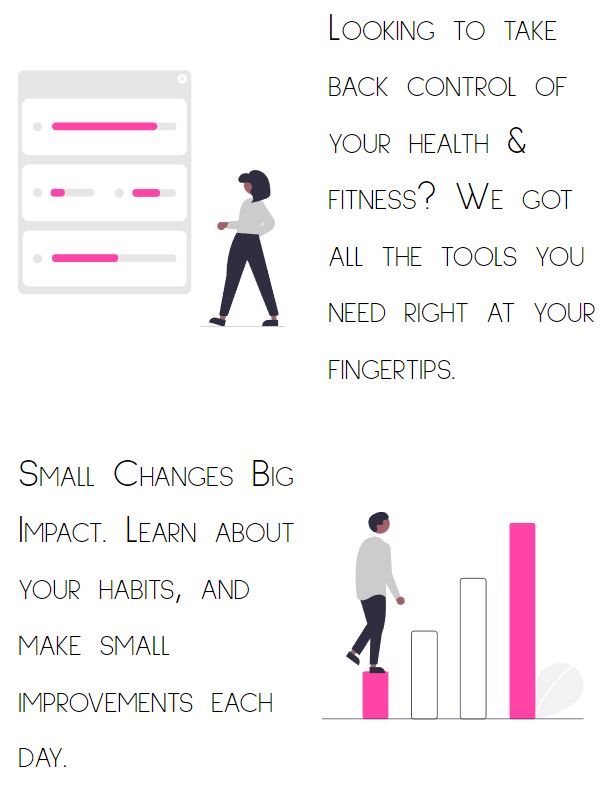 Looking to take
back control of
your health &
fitness? We got
all the tools you
need right at your
fingertips.
Small Changes Big
Impact. Learn about
your habits, and
make small
improvements each
day.